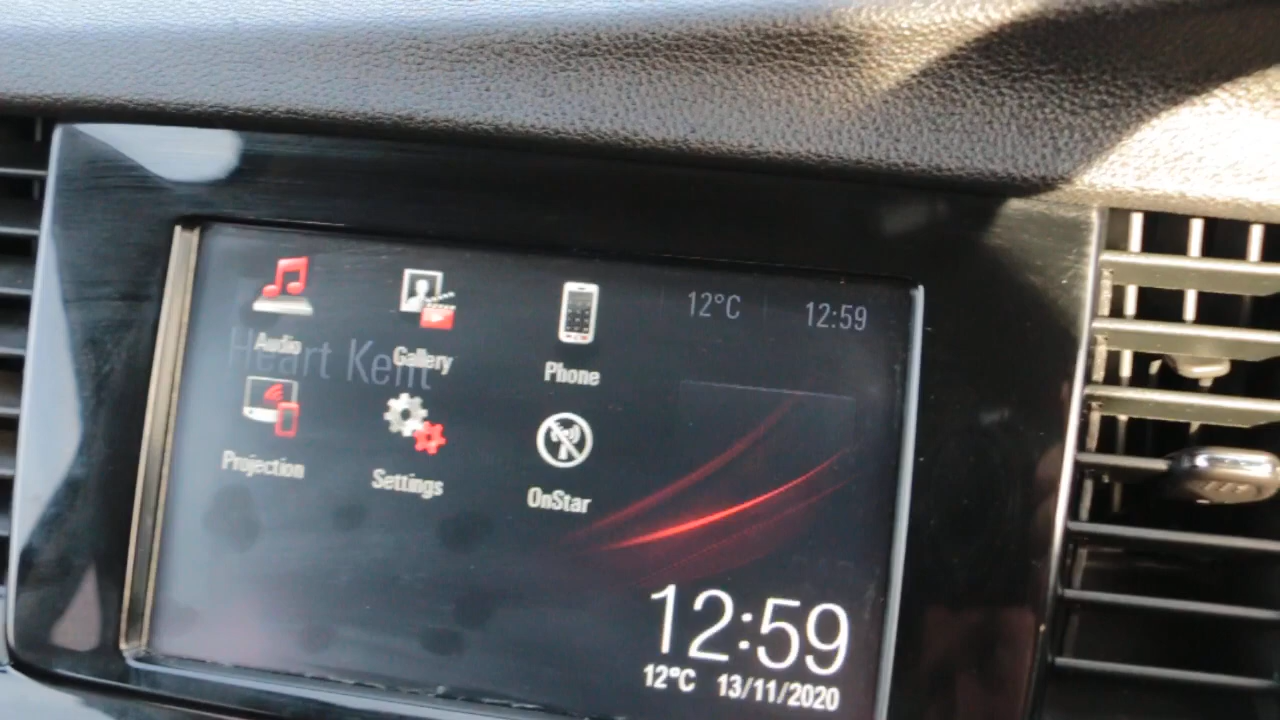 12°C 12:59
Audio Gallery Phone
Heart Kent
Projection Settings OnStar
12:59
12°C 13/11/2020